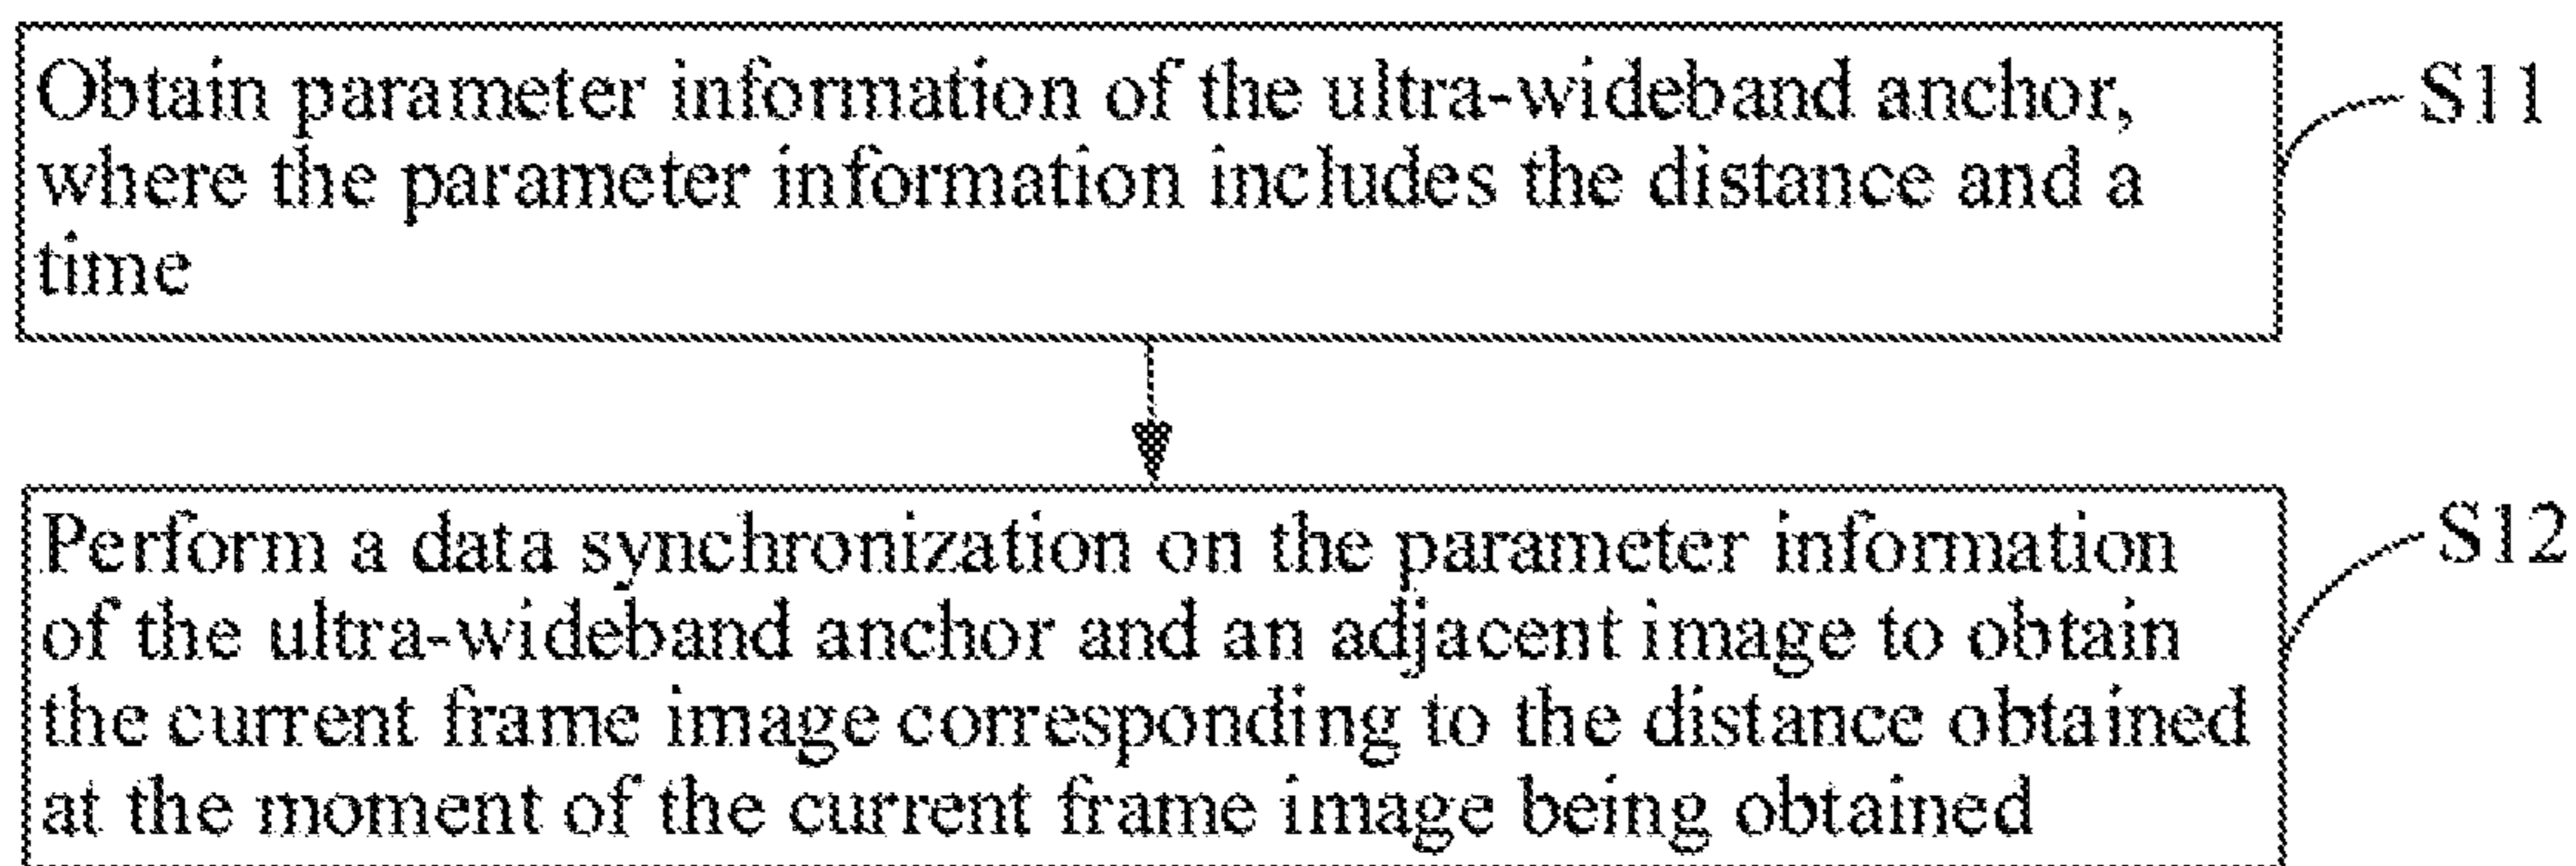 Obtain parameter information of the ultra-wideband anchor,
where the parameter information includes the distance and a
time
S11
Perform a data synchronization on the parameter information
of the ultra-wideband anchor and an adjacent image to obtain
the current frame image corresponding to the distance obtained
at the moment of the current frame image being obtained
S12